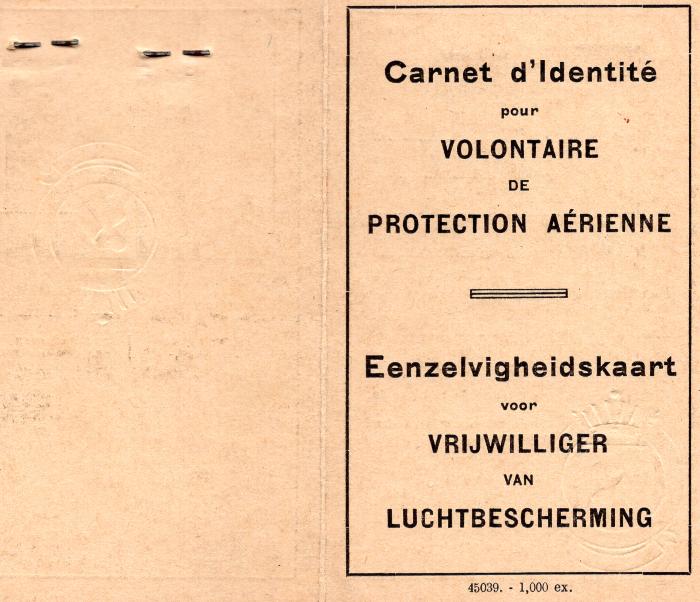 Carnet d'Identité
pour
VOLONTAIRE
DE
PROTECTION AÉRIENNE
Eenzelvigheidskaart
voor
VRIJWILLIGER
VAN
LUCHTBESCHERMING
45039. - 1,000 ex.